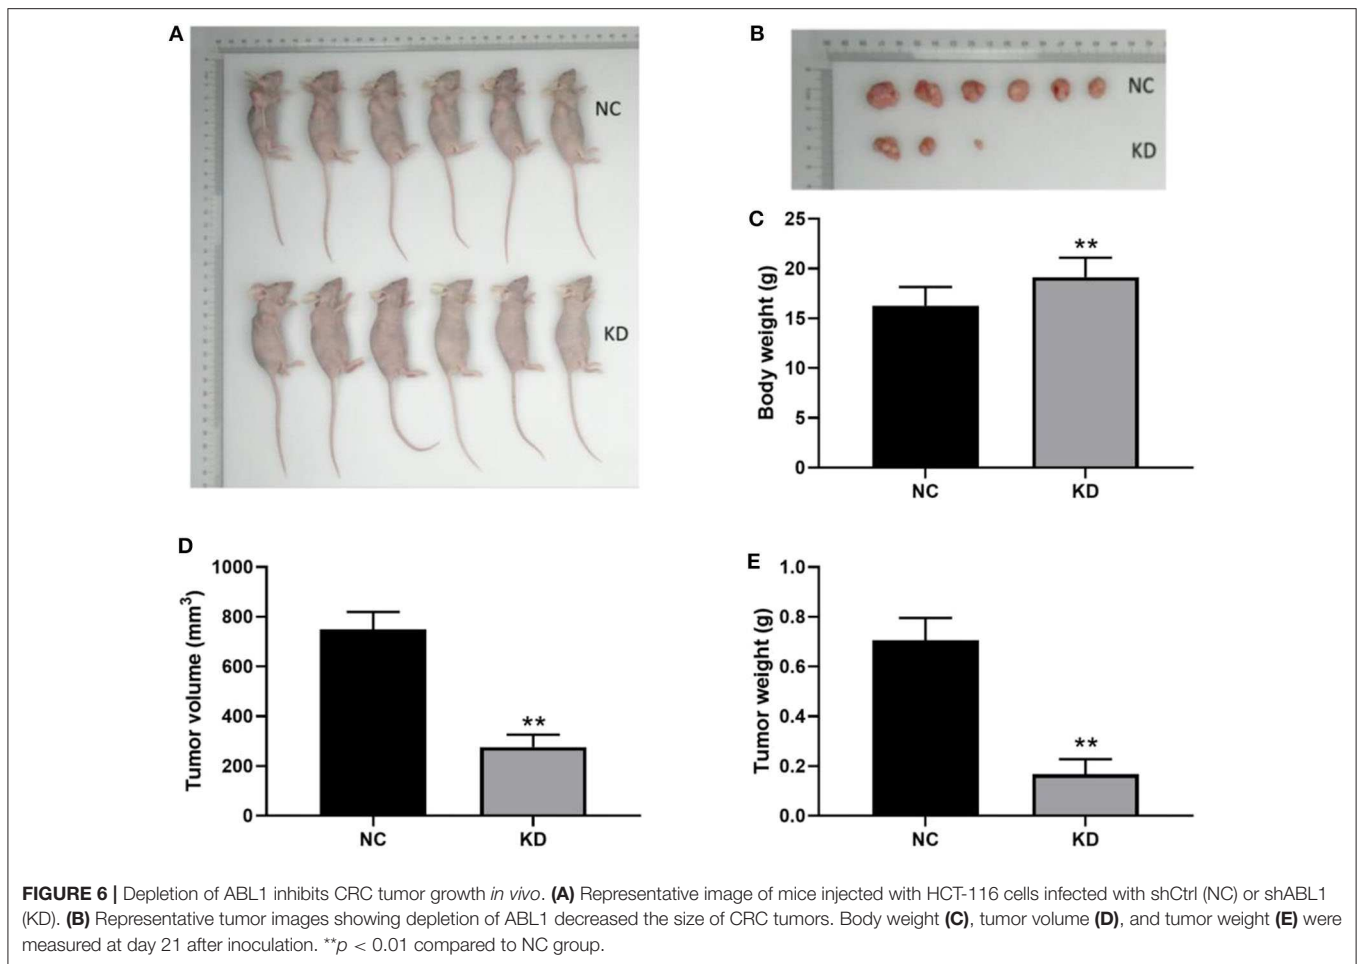 A
NC
KD
B
NC
KD
C
25
20
15
10
5
0
Body weight (g)
**
NC
KD
D
1000
800
600
400
200
0
Tumor volume (mm³)
**
NC
KD
E
1.0
0.8
0.6
0.4
0.2
0.0
Tumor weight (g)
**
NC
KD
FIGURE 6 | Depletion of ABL1 inhibits CRC tumor growth in vivo. (A) Representative image of mice injected with HCT-116 cells infected with shCtrl (NC) or shABL1
(KD). (B) Representative tumor images showing depletion of ABL1 decreased the size of CRC tumors. Body weight (C), tumor volume (D), and tumor weight (E) were
measured at day 21 after inoculation. **p < 0.01 compared to NC group.